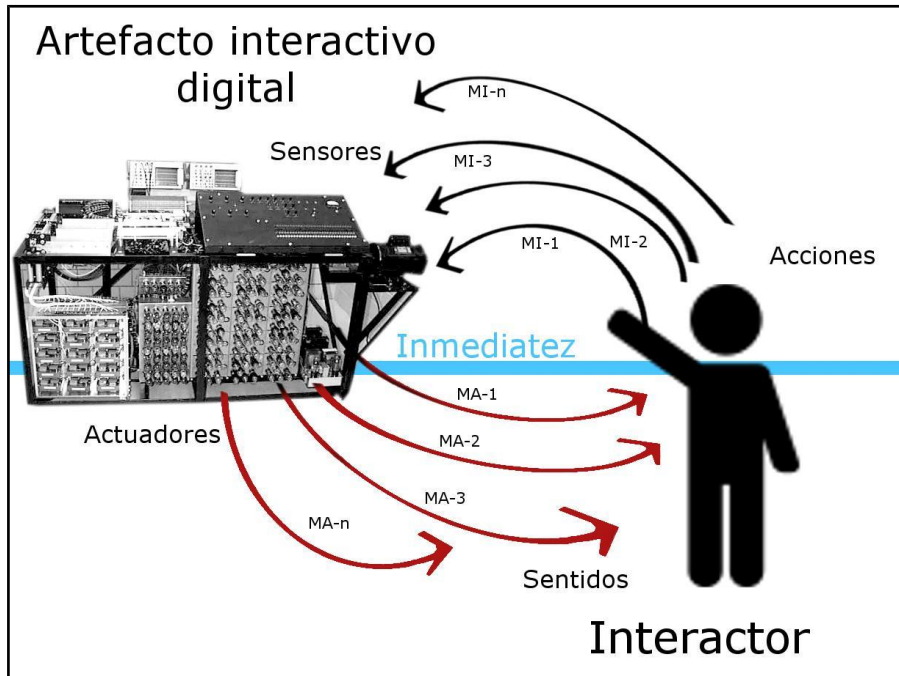 Artefacto interactivo
digital
MI-n
Sensores
MI-3
MI-1
MI-2
Acciones
Inmediatez
MA-1
Actuadores
MA-2
MA-3
MA-n
Sentidos
Interactor